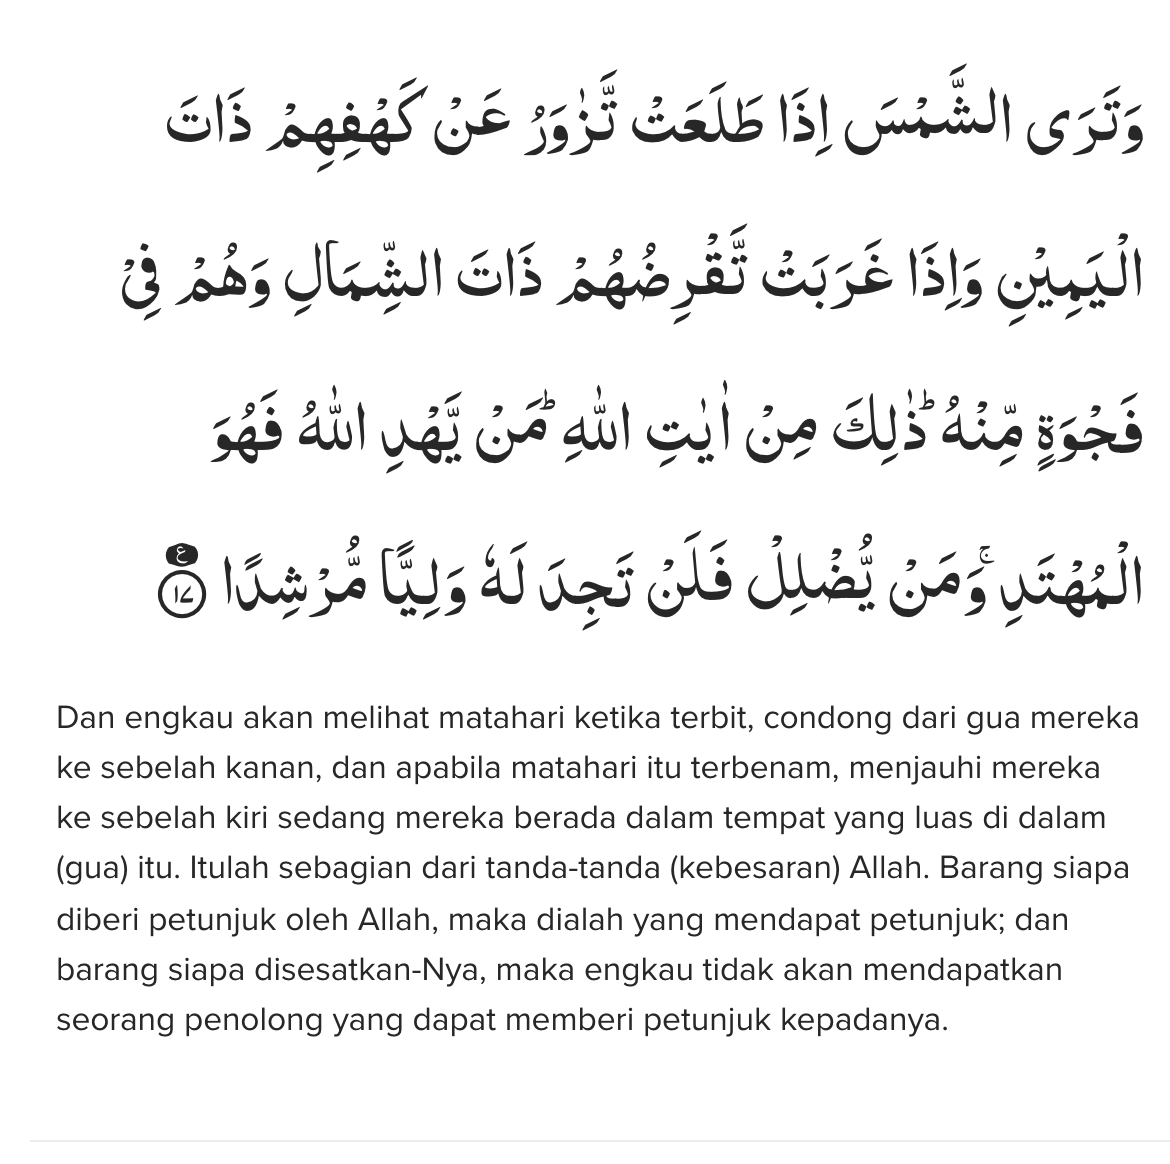 وَتَرَى الشَّمْسَ اِذَا طَلَعَتْ تَّزٰوَرُ عَنْ كَهْفِهِمْ ذَاتَ
الْيَمِيْنِ وَاِذَا غَرَبَتْ تَّقْرِضُهُمْ ذَاتَ الشِّمَالِ وَهُمْ فِيْ
فَجْوَةٍ مِّنْهُۗ ذٰلِكَ مِنْ اٰيٰتِ اللّٰهِ ۗمَنْ يَّهْدِ اللّٰهُ فَهُوَ
الْمُهْتَدِ ۚوَمَنْ يُّضْلِلْ فَلَنْ تَجِدَ لَهٗ وَلِيًّا مُّرْشِدًا ࣖ ١٧
Dan engkau akan melihat matahari ketika terbit, condong dari gua mereka
ke sebelah kanan, dan apabila matahari itu terbenam, menjauhi mereka
ke sebelah kiri sedang mereka berada dalam tempat yang luas di dalam
(gua) itu. Itulah sebagian dari tanda-tanda (kebesaran) Allah. Barang siapa
diberi petunjuk oleh Allah, maka dialah yang mendapat petunjuk; dan
barang siapa disesatkan-Nya, maka engkau tidak akan mendapatkan
seorang penolong yang dapat memberi petunjuk kepadanya.